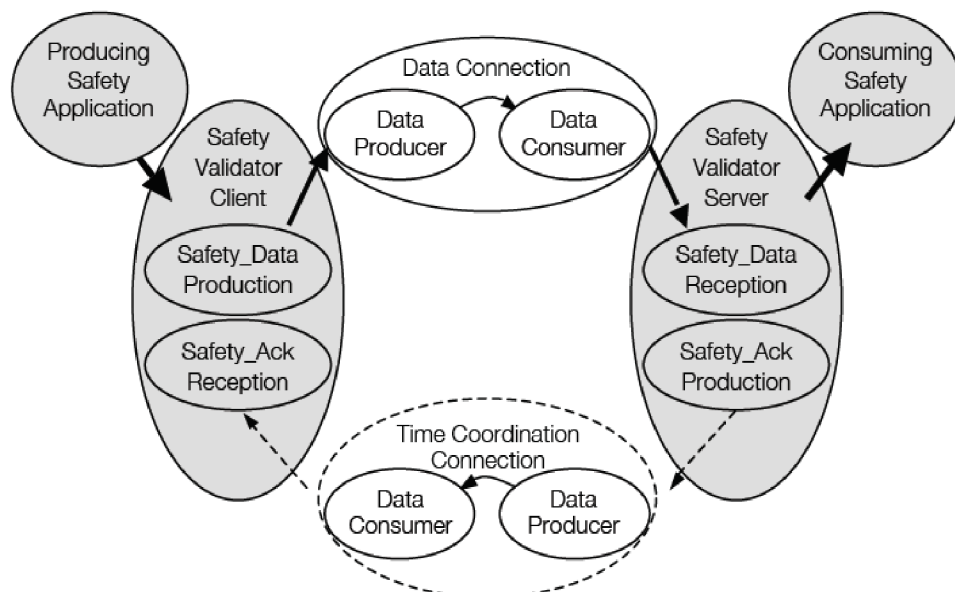 Producing
Safety
Application
Safety
Validator
Client
Safety_Data
Production
Safety_Ack
Reception
Data Connection
Data
Producer
Data
Consumer
Time Coordination
Connection
Data
Consumer
Data
Producer
Consuming
Safety
Application
Safety
Validator
Server
Safety_Data
Reception
Safety_Ack
Production